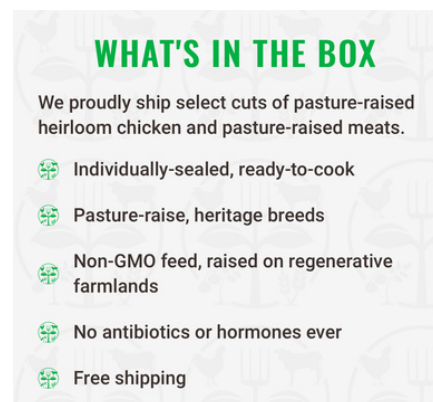 WHAT'S IN THE BOX
We proudly ship select cuts of pasture-raised
heirloom chicken and pasture-raised meats.
Individually-sealed, ready-to-cook
Pasture-raise, heritage breeds
Non-GMO feed, raised on regenerative
farmlands
No antibiotics or hormones ever
Free shipping